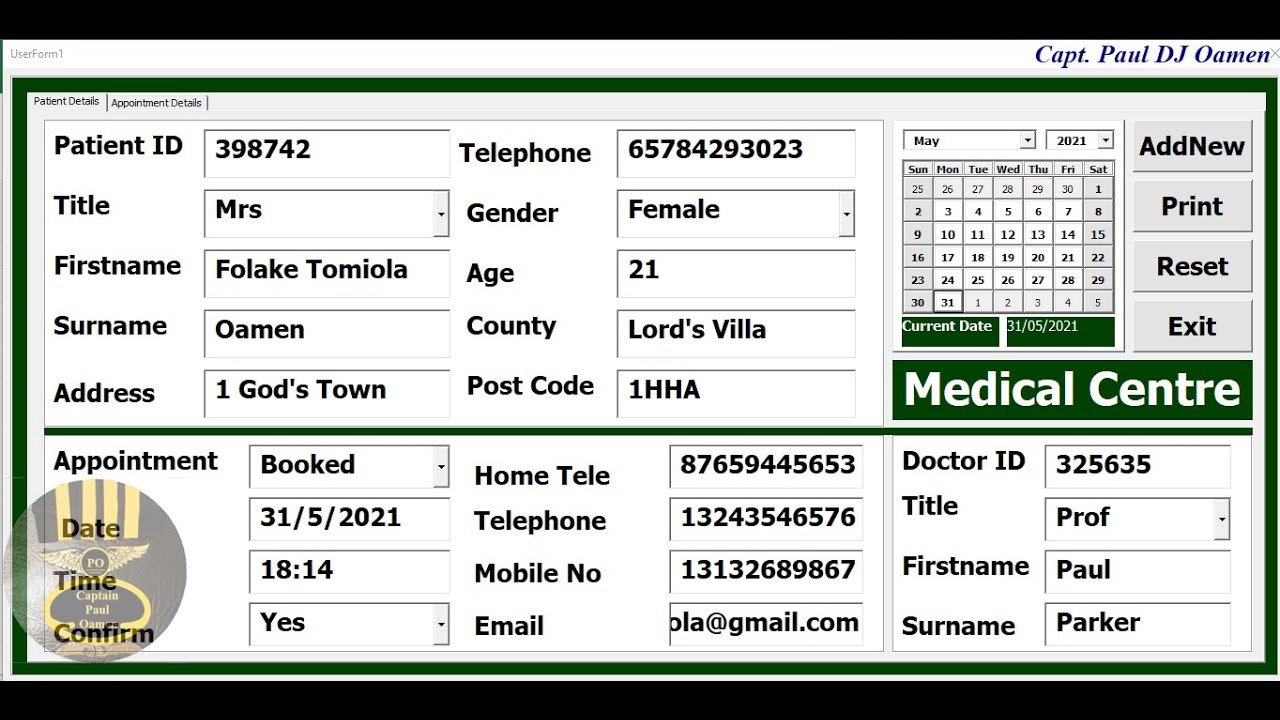 UserForm1
Capt. Paul DJ Oamen
Patient Details Appointment Details
Patient ID 398742 Telephone 65784293023
Title Mrs Gender Female
Firstname Folake Tomiola Age 21
Surname Oamen County Lord's Villa
Address 1 God's Town Post Code 1HHA
May 2021
Sun Mon Tue Wed Thu Fri Sat
25 26 27 28 29 30 1
2 3 4 5 6 7 8
9 10 11 12 13 14 15
16 17 18 19 20 21 22
23 24 25 26 27 28 29
30 31 1 2 3 4 5
Current Date 31/05/2021
AddNew
Print
Reset
Exit
Medical Centre
Appointment Booked Home Tele 87659445653
Date 31/5/2021 Telephone 13243546576
Time 18:14 Mobile No 13132689867
Confirm Yes Email ola@gmail.com
Doctor ID 325635
Title Prof
Firstname Paul
Surname Parker
PO
Captain
Paul
Oamen